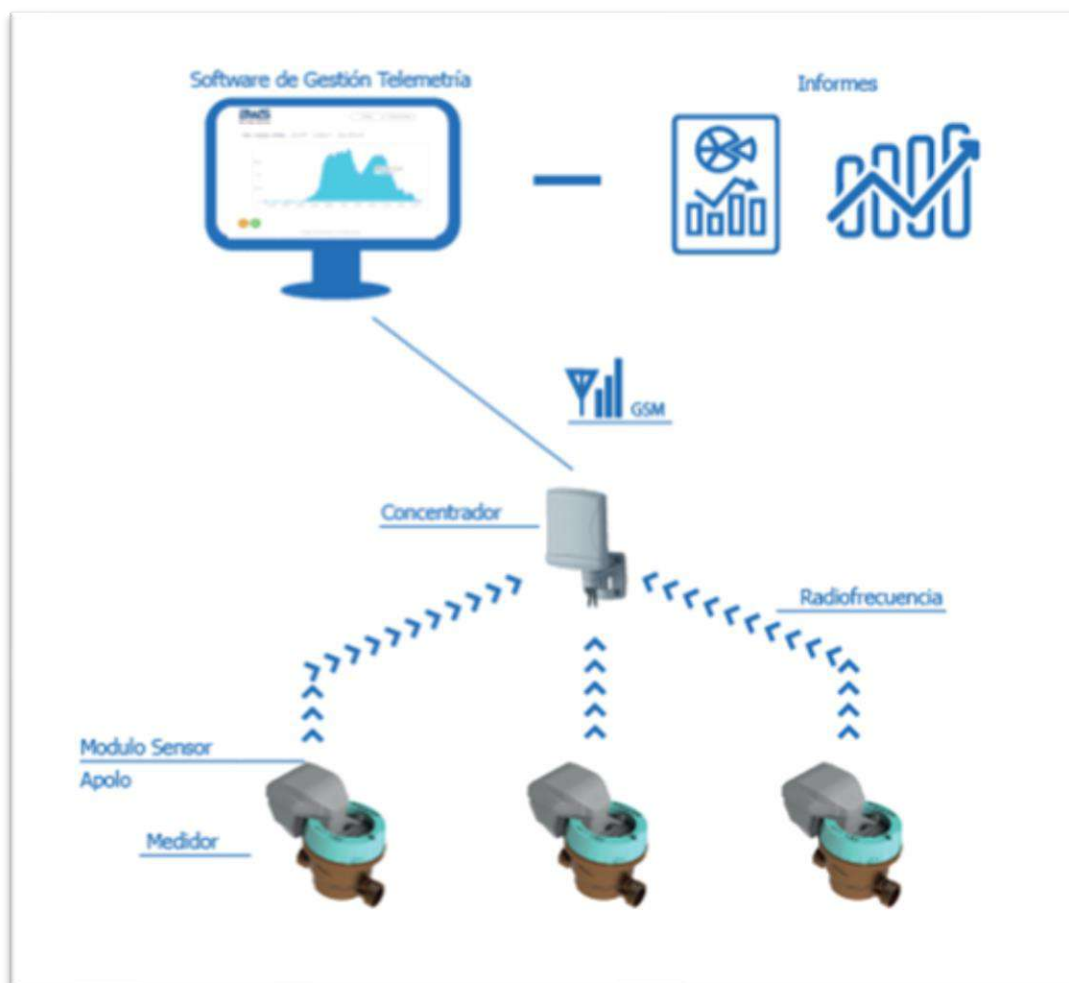 Software de Gestión Telemetría
Informes
GSM
Concentrador
Radiofrecuencia
Modulo Sensor
Apolo
Medidor